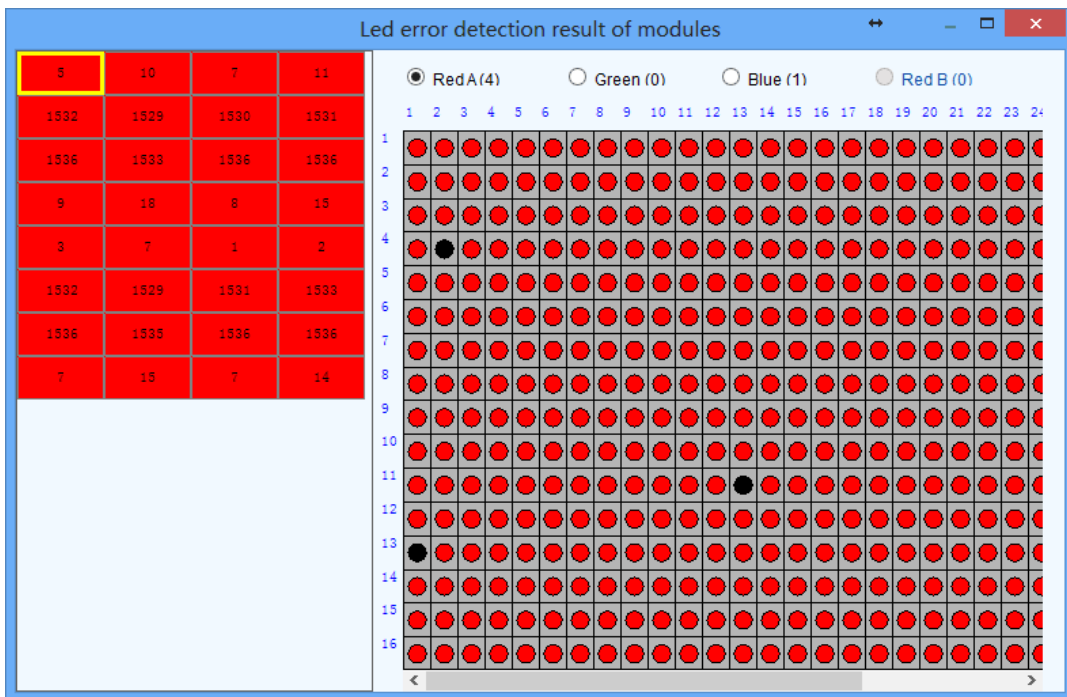 Led error detection result of modules
5 10 7 11
1532 1529 1530 1531
1536 1533 1536 1536
9 18 8 15
3 7 1 2
1532 1529 1531 1533
1536 1535 1536 1536
7 15 7 14
Red A (4) Green (0) Blue (1) Red B (0)
1 2 3 4 5 6 7 8 9 10 11 12 13 14 15 16 17 18 19 20 21 22 23 24
1
2
3
4
5
6
7
8
9
10
11
12
13
14
15
16